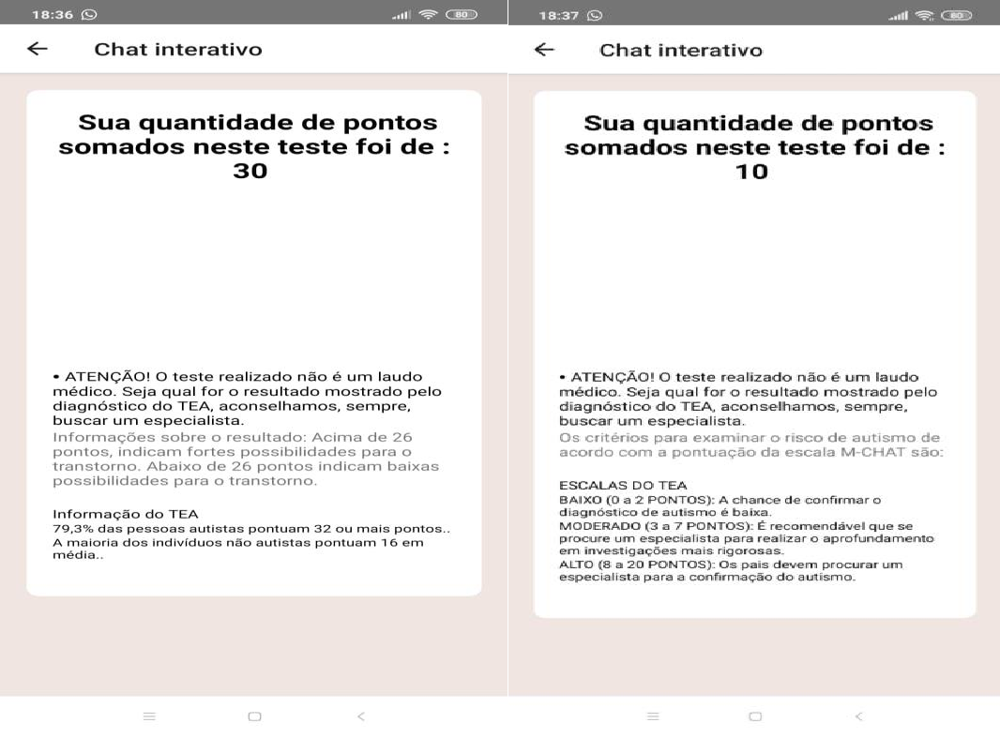 18:36
80
Chat interativo
Sua quantidade de pontos
somados neste teste foi de :
30
• ATENÇÃO! O teste realizado não é um laudo
médico. Seja qual for o resultado mostrado pelo
diagnóstico do TEA, aconselhamos, sempre,
buscar um especialista.
Informações sobre o resultado: Acima de 26
pontos, indicam fortes possibilidades para o
transtorno. Abaixo de 26 pontos indicam baixas
possibilidades para o transtorno.
Informação do TEA
79,3% das pessoas autistas pontuam 32 ou mais pontos..
A maioria dos indivíduos não autistas pontuam 16 em
média..
18:37
80
Chat interativo
Sua quantidade de pontos
somados neste teste foi de :
10
• ATENÇÃO! O teste realizado não é um laudo
médico. Seja qual for o resultado mostrado pelo
diagnóstico do TEA, aconselhamos, sempre,
buscar um especialista.
Os critérios para examinar o risco de autismo de
acordo com a pontuação da escala M-CHAT são:
ESCALAS DO TEA
BAIXO (0 a 2 PONTOS): A chance de confirmar o
diagnóstico de autismo é baixa.
MODERADO (3 a 7 PONTOS): É recomendável que se
procure um especialista para realizar o aprofundamento
em investigações mais rigorosas.
ALTO (8 a 20 PONTOS): Os pais devem procurar um
especialista para a confirmação do autismo.